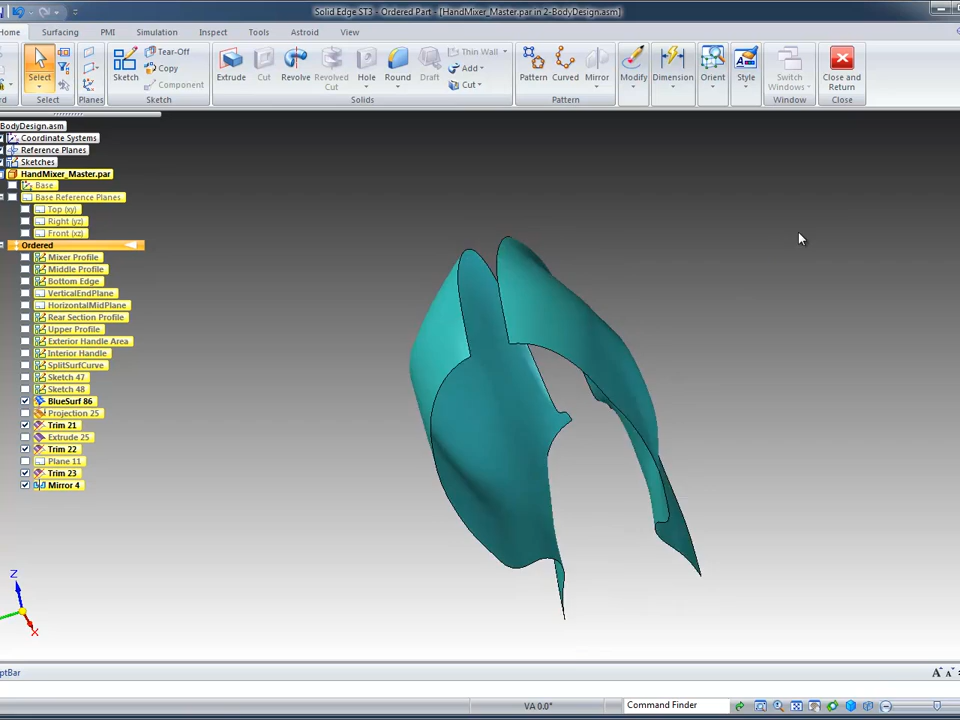 Solid Edge ST3 - Ordered Part - [HandMixer_Master.par in 2-BodyDesign.asm]
Home Surfacing PMI Simulation Inspect Tools Astroid View
Tear-Off
Copy
Component
Thin Wall
Add
Cut
Select Sketch Extrude Cut Revolve Revolved Cut Hole Round Draft Pattern Curved Mirror Modify Dimension Orient Style Switch Windows Close and Return
Select Planes Sketch Solids Pattern Window Close
BodyDesign.asm
Coordinate Systems
Reference Planes
Sketches
HandMixer_Master.par
Base
Base Reference Planes
Top (xy)
Right (yz)
Front (xz)
Ordered
Mixer Profile
Middle Profile
Bottom Edge
VerticalEndPlane
HorizontalMidPlane
Rear Section Profile
Upper Profile
Exterior Handle Area
Interior Handle
SplitSurfCurve
Sketch 47
Sketch 48
BlueSurf 86
Projection 25
Trim 21
Extrude 25
Trim 22
Plane 11
Trim 23
Mirror 4
Z
X
ptBar
A A
VA 0.0° Command Finder